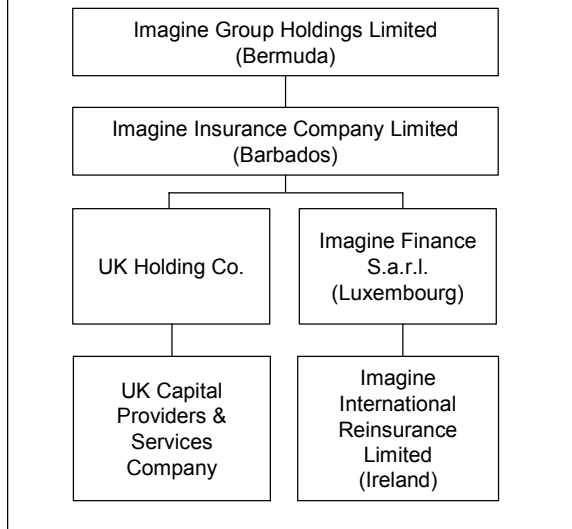 Imagine Group Holdings Limited
(Bermuda)
Imagine Insurance Company Limited
(Barbados)
UK Holding Co.
Imagine Finance
S.a.r.l.
(Luxembourg)
UK Capital
Providers &
Services
Company
Imagine
International
Reinsurance
Limited
(Ireland)